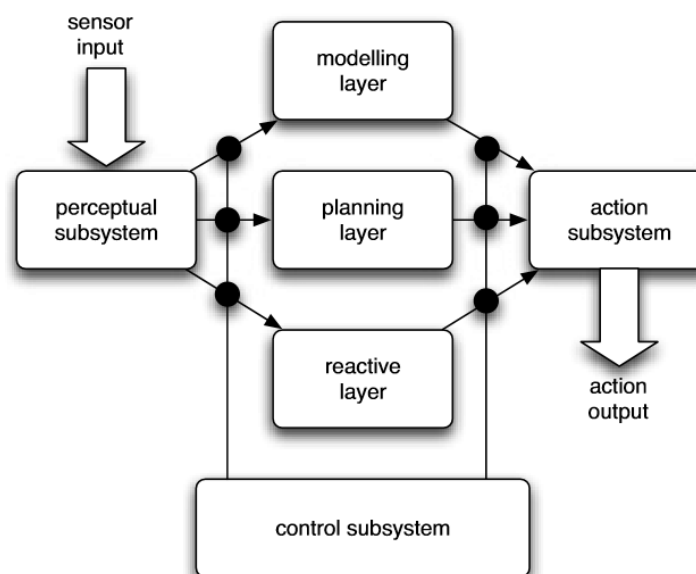 sensor
input
modelling
layer
perceptual
subsystem
planning
layer
action
subsystem
reactive
layer
action
output
control subsystem